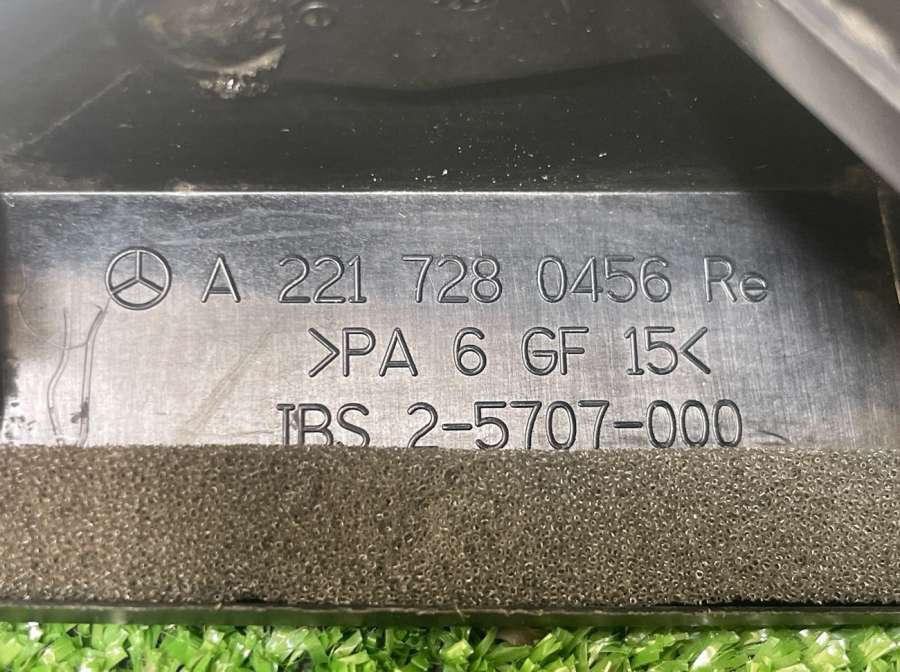 A 221 728 0456 Re
>PA 6 GF 15<
IBS 2-5707-000